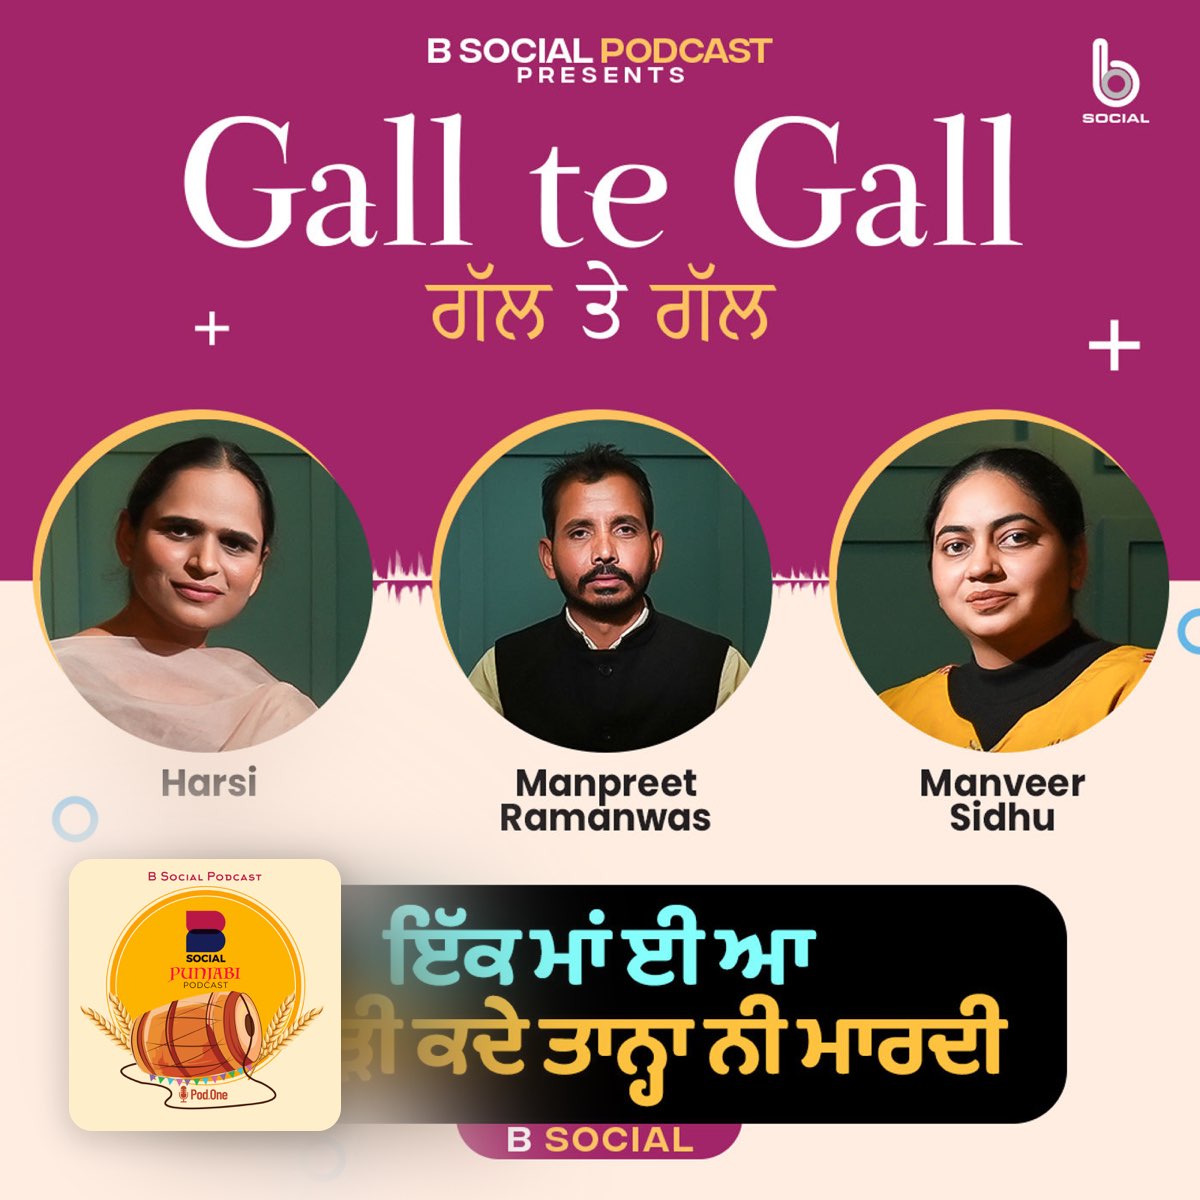 B SOCIAL PODCAST
PRESENTS
b
SOCIAL
Gall te Gall
ਗੱਲ ਤੇ ਗੱਲ
Harsi
Manpreet
Ramanwas
Manveer
Sidhu
B SOCIAL PODCAST
B
SOCIAL
PUNJABI
PODCAST
Pod.One
ਇੱਕ ਮਾਂ ਈ ਆ
ਕਦੇ ਤਾਨ੍ਹਾ ਨੀ ਮਾਰਦੀ
B SOCIAL